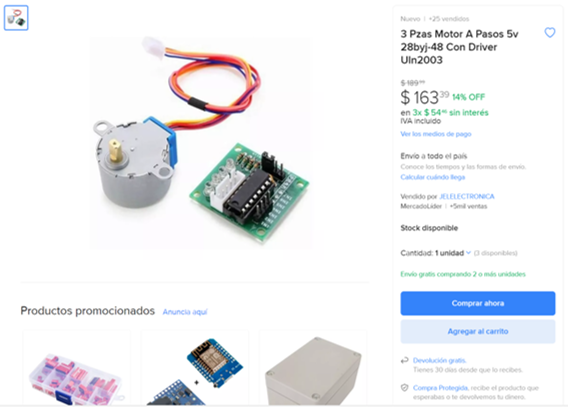 Nuevo | +25 vendidos
3 Pzas Motor A Pasos 5v
28byj-48 Con Driver
Uln2003
$ 163 39 14% OFF
en 3x $ 54 46 sin interés
IVA incluido
Ver los medios de pago
Envío a todo el país
Conoce los tiempos y las formas de envío.
Calcular cuándo llega
Vendido por JELELECTRONICA
MercadoLíder | +5mil ventas
Stock disponible
Cantidad: 1 unidad (3 disponibles)
Envío gratis comprando 2 o más unidades.
Comprar ahora
Agregar al carrito
Devolución gratis.
Tienes 30 días desde que lo recibes.
Compra Protegida, recibe el producto que
esperabas o te devolvemos tu dinero.
Productos promocionados Anuncia aquí